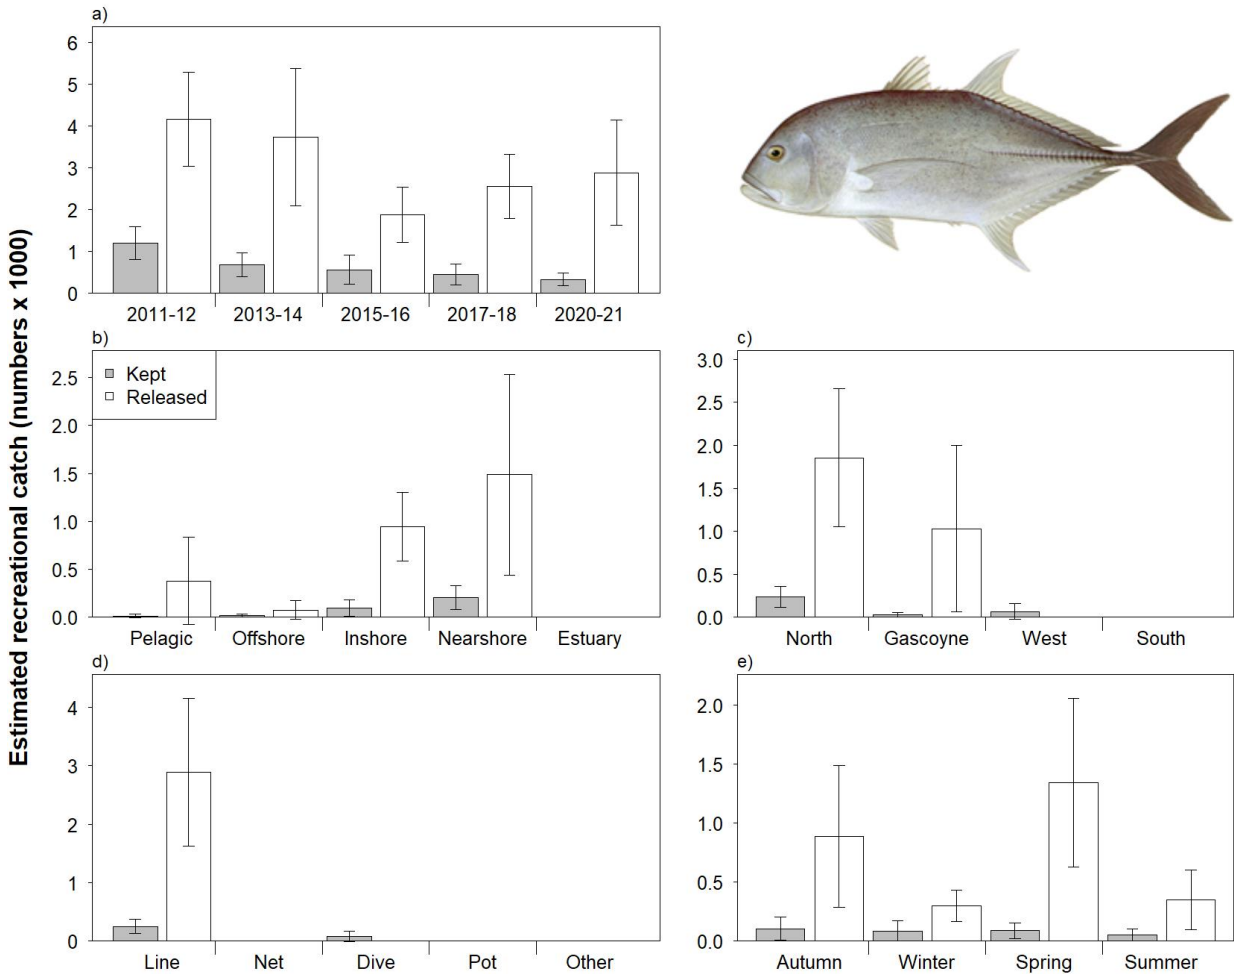 Estimated recreational catch (numbers x 1000)
a)
6
5
4
3
2
1
0
2011-12 2013-14 2015-16 2017-18 2020-21
b)
Kept
Released
2.5
2.0
1.5
1.0
0.5
0.0
Pelagic Offshore Inshore Nearshore Estuary
c)
3.0
2.5
2.0
1.5
1.0
0.5
0.0
North Gascoyne West South
d)
4
3
2
1
0
Line Net Dive Pot Other
e)
2.0
1.5
1.0
0.5
0.0
Autumn Winter Spring Summer